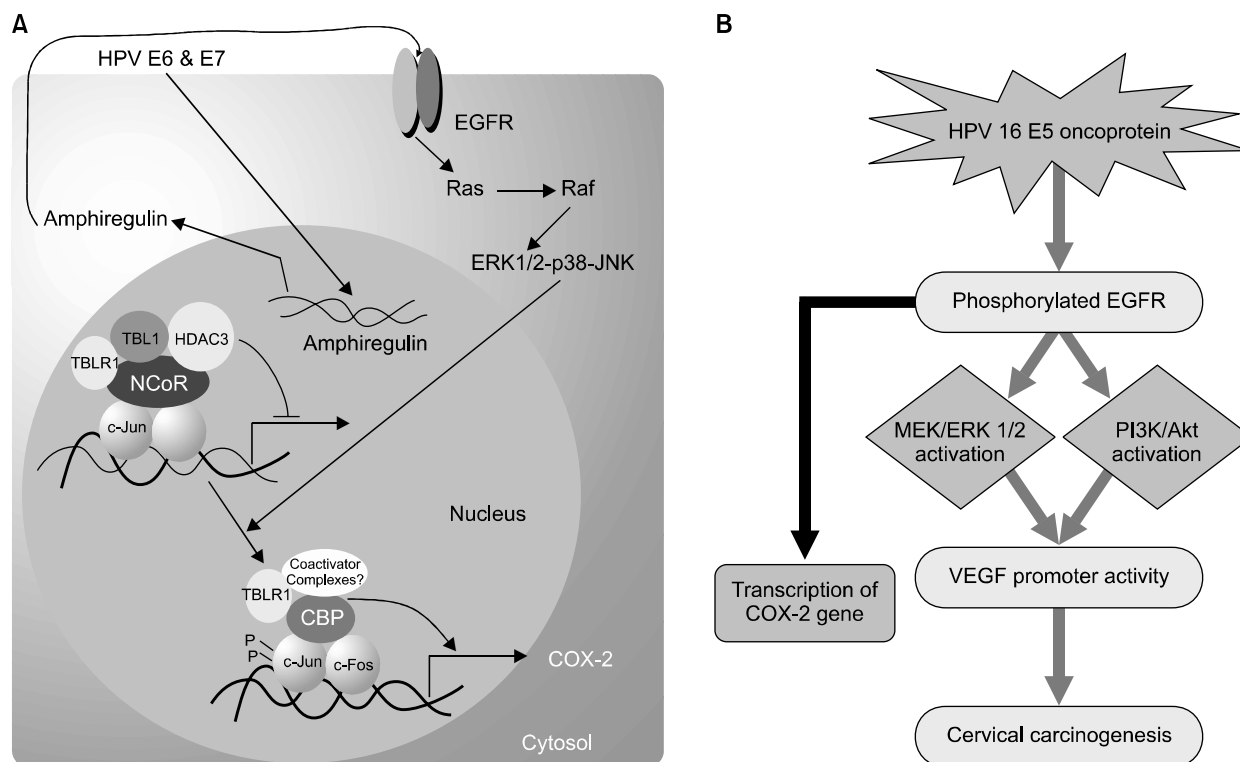 A
HPV E6 & E7
EGFR
Ras
Raf
Amphiregulin
ERK1/2-p38-JNK
Amphiregulin
TBLR1
TBL1
HDAC3
NCoR
c-Jun
Nucleus
Coactivator
Complexes?
TBLR1
CBP
P
P
c-Jun
c-Fos
COX-2
Cytosol
B
HPV 16 E5 oncoprotein
Phosphorylated EGFR
MEK/ERK 1/2
activation
PI3K/Akt
activation
Transcription of
COX-2 gene
VEGF promoter activity
Cervical carcinogenesis